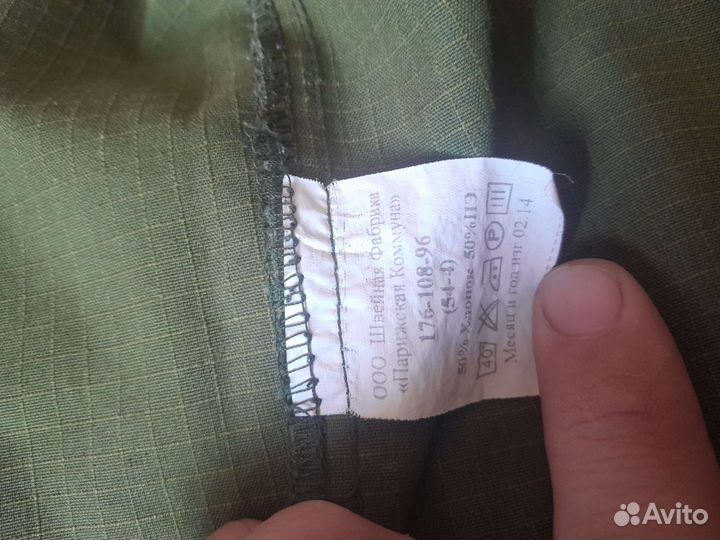 ООО Швейная Фабрика
«Парижская Коммуна»
176-108-96
(54-4)
50% Хлопок 50%ПЭ
40 P
Месяц и год изг 02.14
Avito